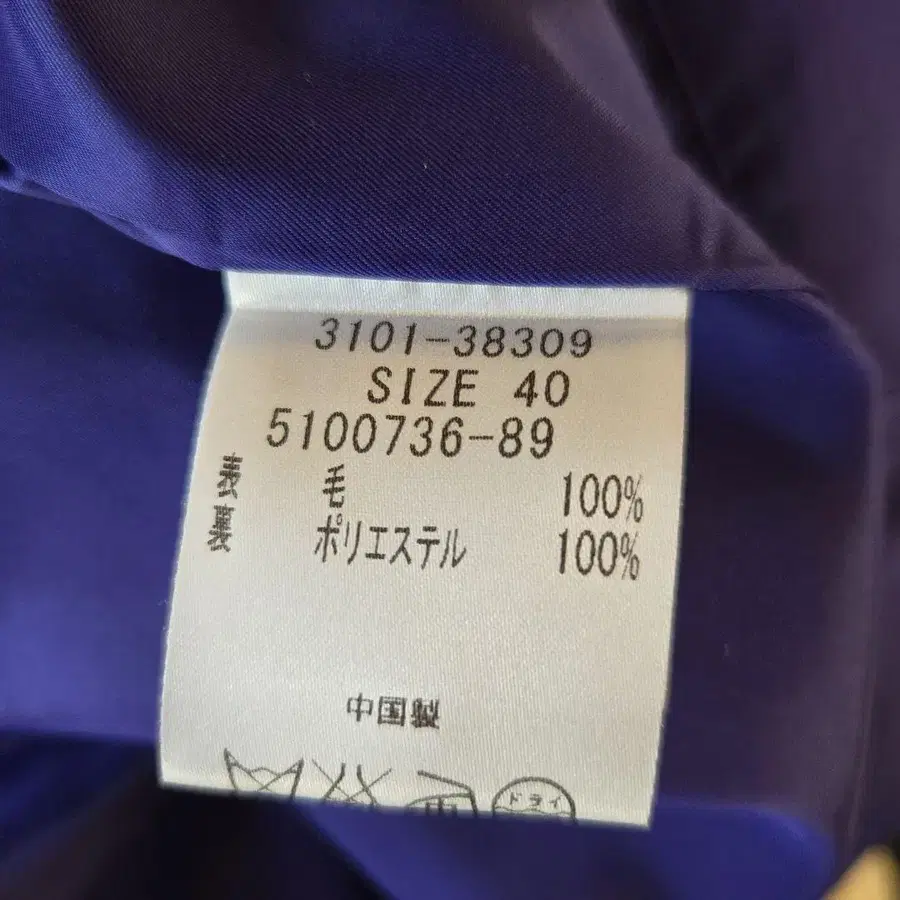 3101-38309
SIZE 40
5100736-89
表 毛 100%
裏 ポリエステル 100%
中国製
ドライ